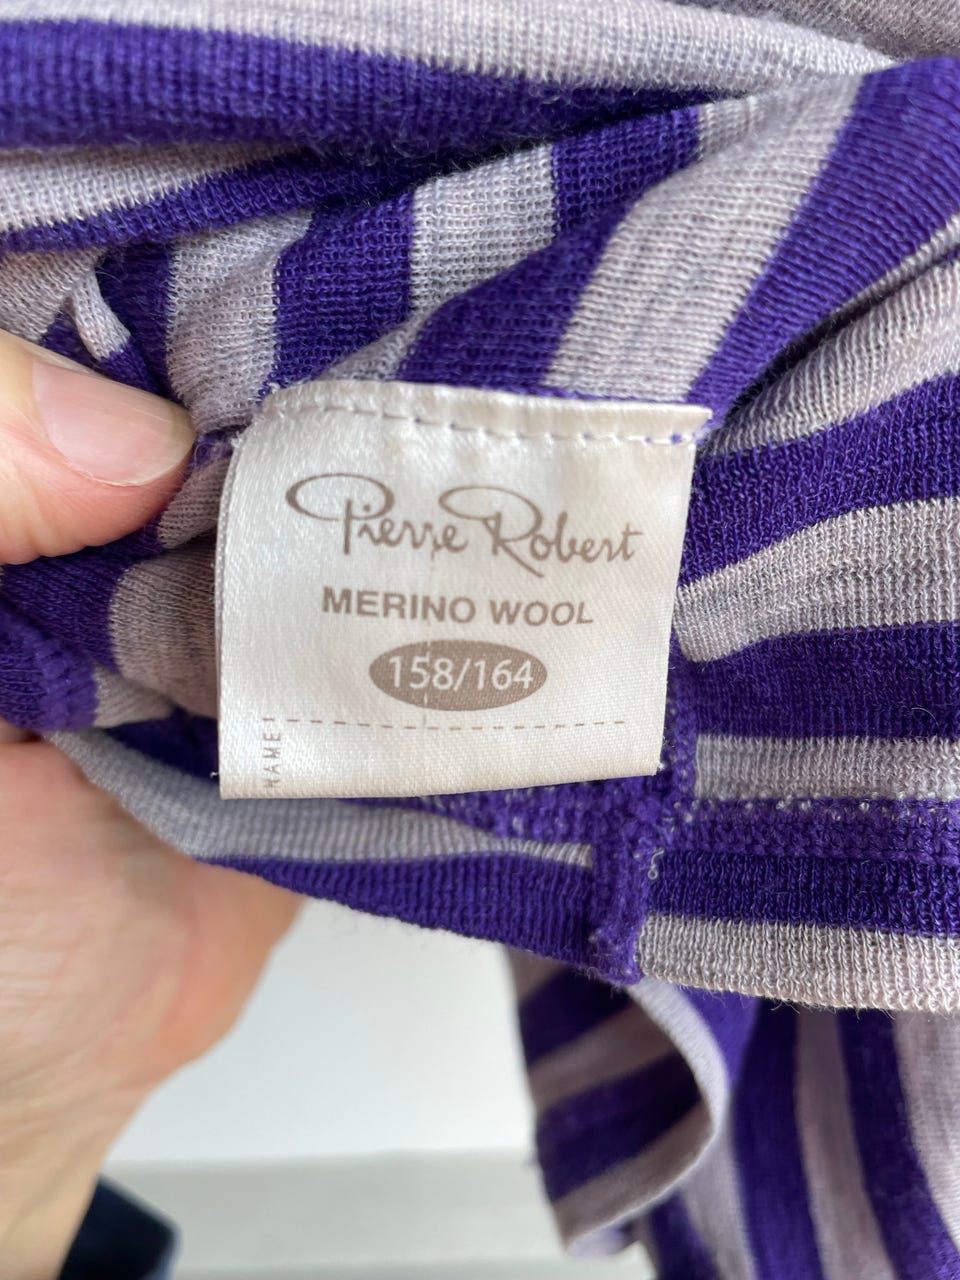 Pierre Robert
MERINO WOOL
158/164
NAME: